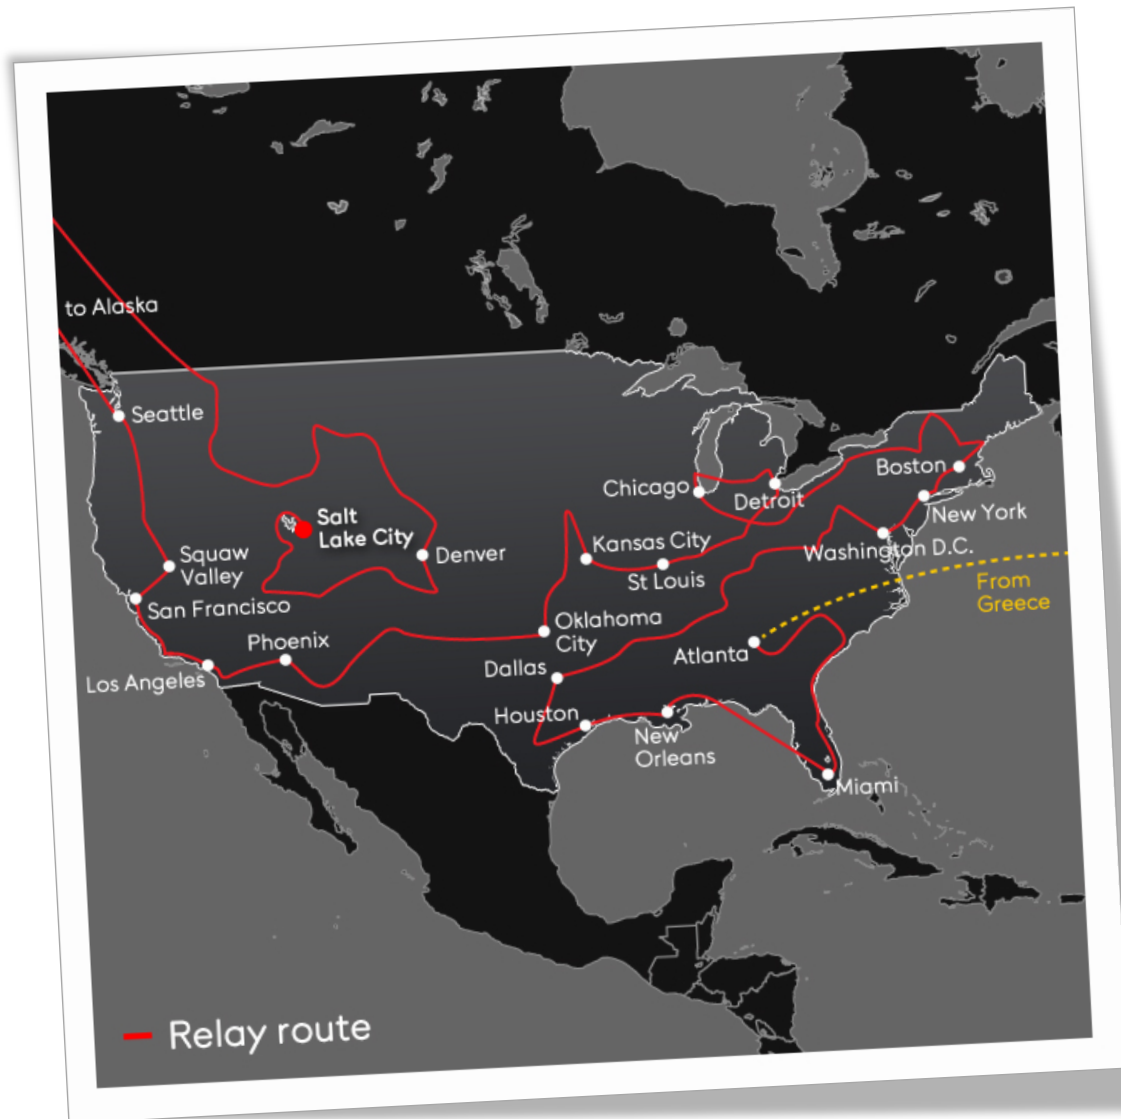 to Alaska
Seattle
Chicago
Detroit
Boston
New York
Salt
Lake City
Denver
Kansas City
St Louis
Washington D.C.
Squaw
Valley
San Francisco
From
Greece
Phoenix
Oklahoma
City
Atlanta
Los Angeles
Dallas
Houston
New
Orleans
Miami
Relay route